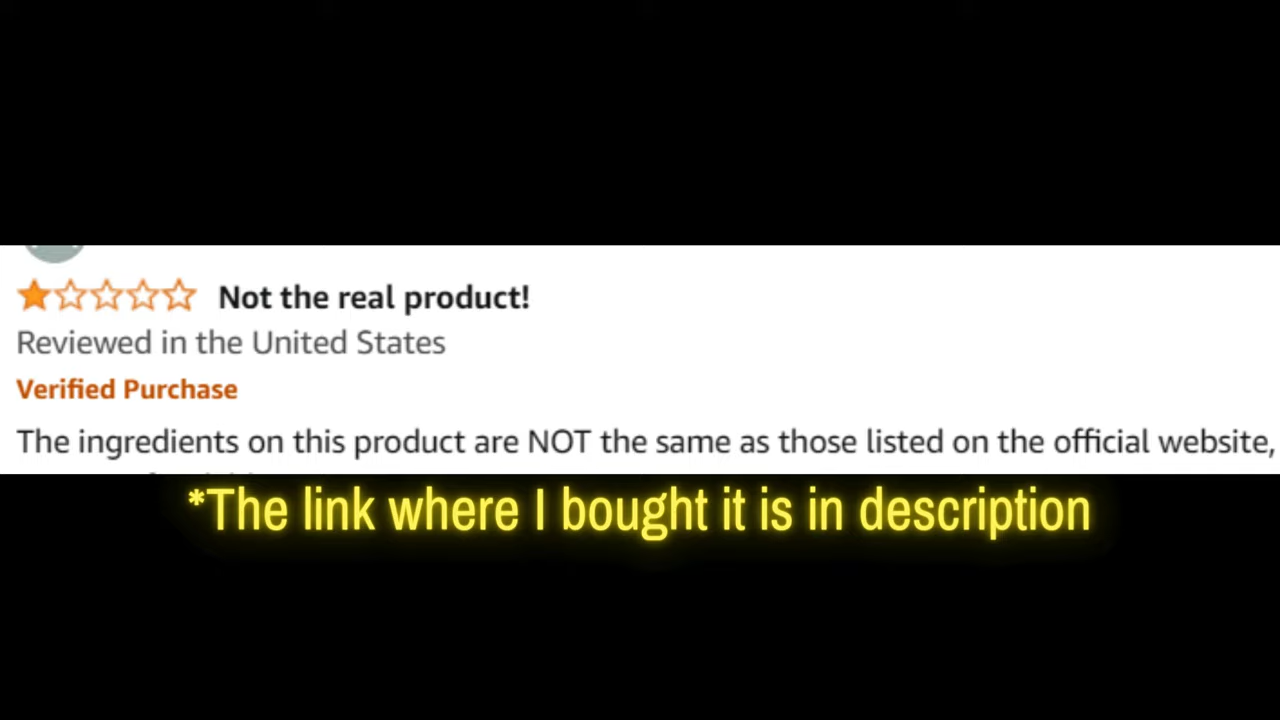 Not the real product!
Reviewed in the United States
Verified Purchase
The ingredients on this product are NOT the same as those listed on the official website,
*The link where I bought it is in description